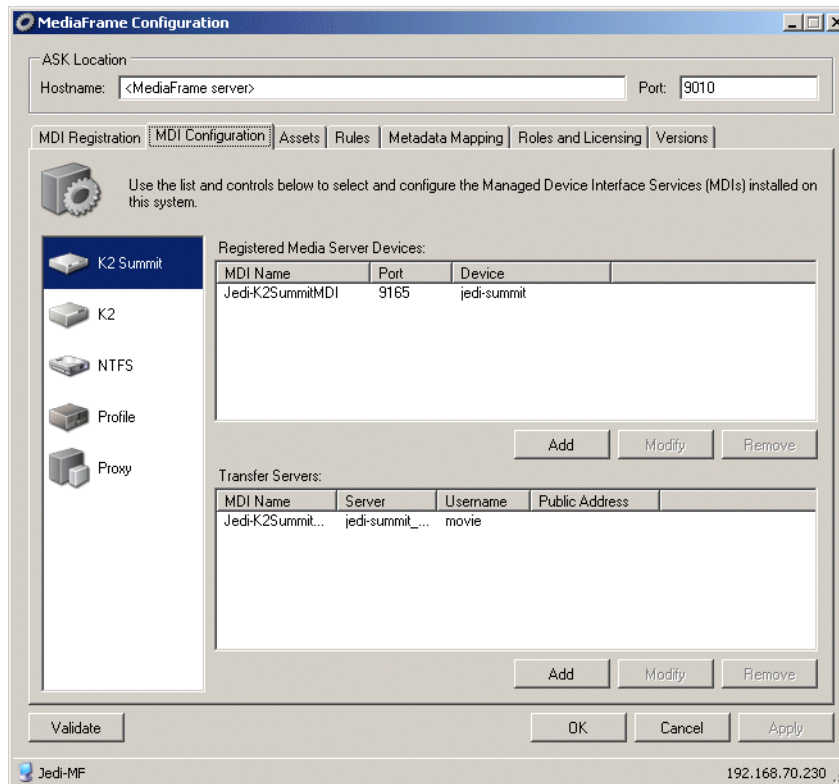 MediaFrame Configuration
ASK Location
Hostname: <MediaFrame server> Port: 9010
MDI Registration MDI Configuration Assets Rules Metadata Mapping Roles and Licensing Versions
Use the list and controls below to select and configure the Managed Device Interface Services (MDIs) installed on
this system.
K2 Summit
K2
NTFS
Profile
Proxy
Registered Media Server Devices:
MDI Name Port Device
Jedi-K2SummitMDI 9165 jedi-summit
Add Modify Remove
Transfer Servers:
MDI Name Server Username Public Address
Jedi-K2Summit... jedi-summit_... movie
Add Modify Remove
Validate OK Cancel Apply
Jedi-MF 192.168.70.230